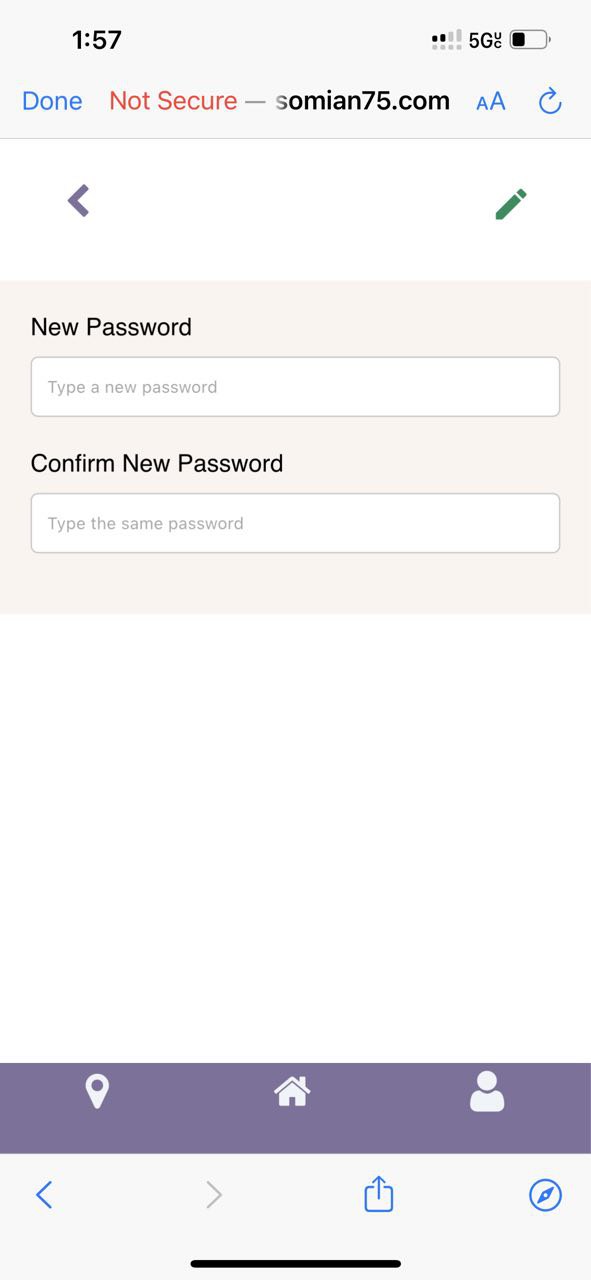 1:57 5G UC
Done Not Secure — somian75.com AA
New Password
Type a new password
Confirm New Password
Type the same password